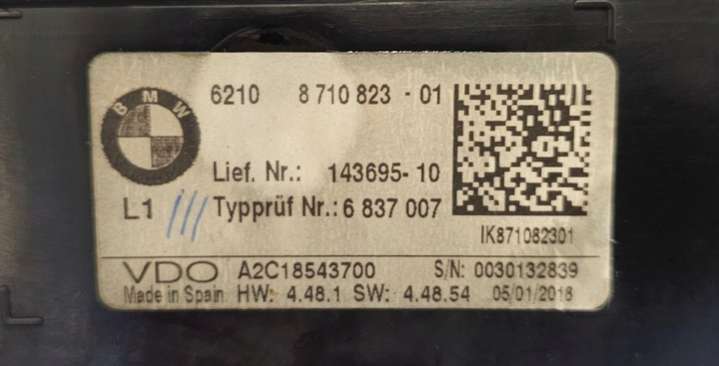 BMW
6210 8 710 823 - 01
Lief. Nr.: 143695- 10
L1 Typprüf Nr.: 6 837 007
IK871082301
VDO A2C18543700 S/N: 0030132839
Made in Spain HW: 4.48.1 SW: 4.48.54 05/01/2018